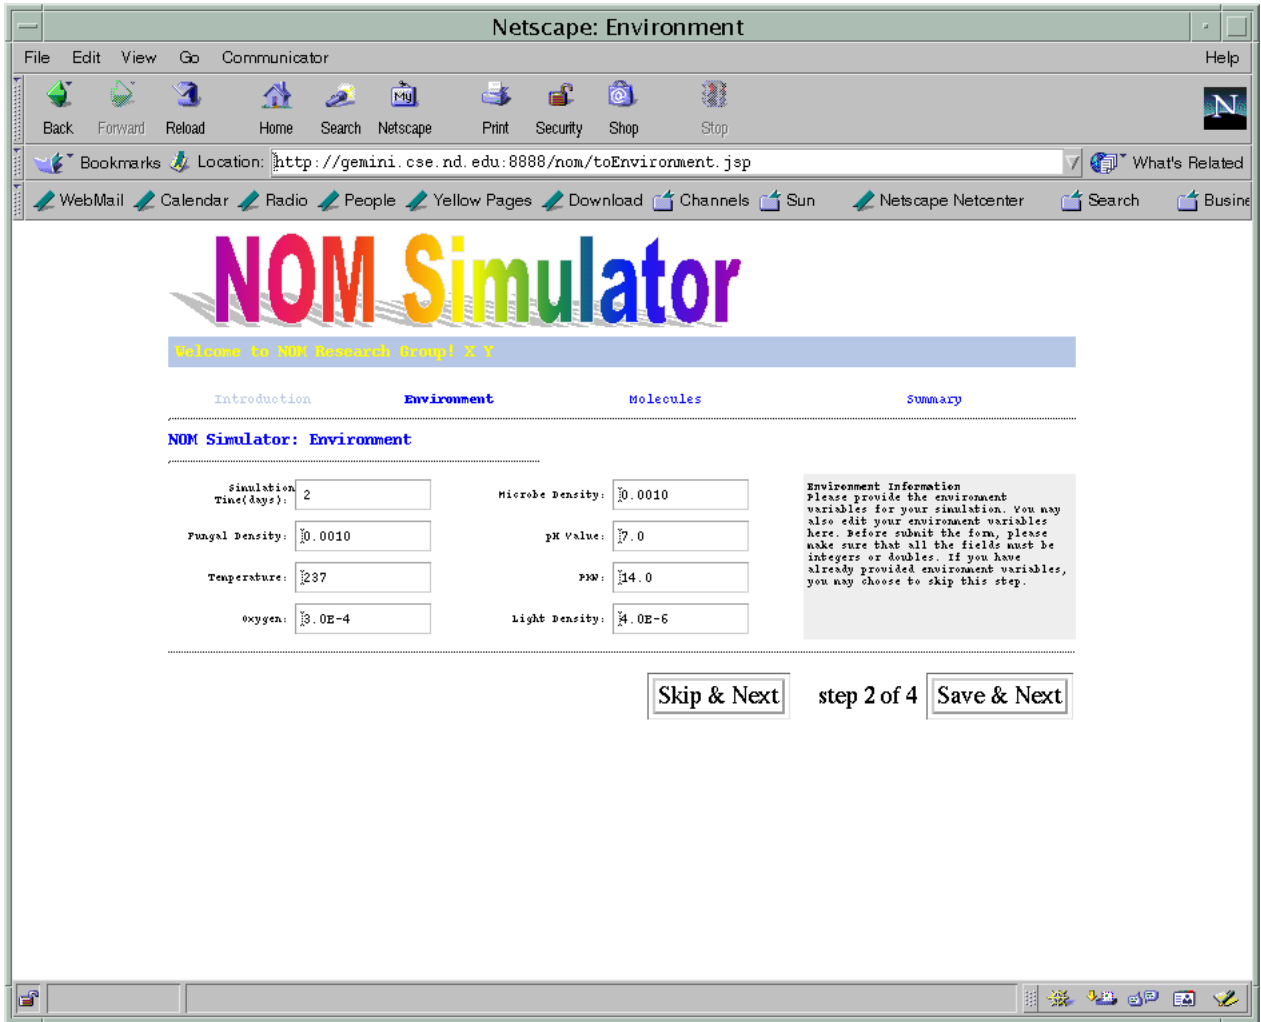 Netscape: Environment
File Edit View Go Communicator Help
My
N
Back Forward Reload Home Search Netscape Print Security Shop Stop
Bookmarks Location: http://gemini.cse.nd.edu:8888/nom/toEnvironment.jsp What's Related
WebMail Calendar Radio People Yellow Pages Download Channels Sun Netscape Netcenter Search Busine
NOM Simulator
Welcome to NOM Research Group! X Y
Introduction Environment Molecules Summary
NOM Simulator: Environment
Simulation
Time(days): 2
Microbe Density: 0.0010
Fungal Density: 0.0010
pH Value: 7.0
Temperature: 237
PKW: 14.0
Oxygen: 3.0E-4
Light Density: 4.0E-6
Environment Information
Please provide the environment
variables for your simulation. You may
also edit your environment variables
here. Before submit the form, please
make sure that all the fields must be
integers or doubles. If you have
already provided environment variables,
you may choose to skip this step.
Skip & Next step 2 of 4 Save & Next